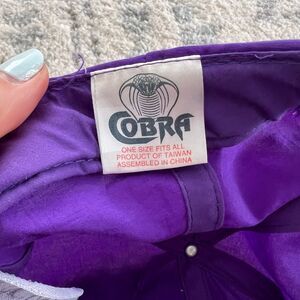 COBRA
ONE SIZE FITS ALL
PRODUCT OF TAIWAN
ASSEMBLED IN CHINA